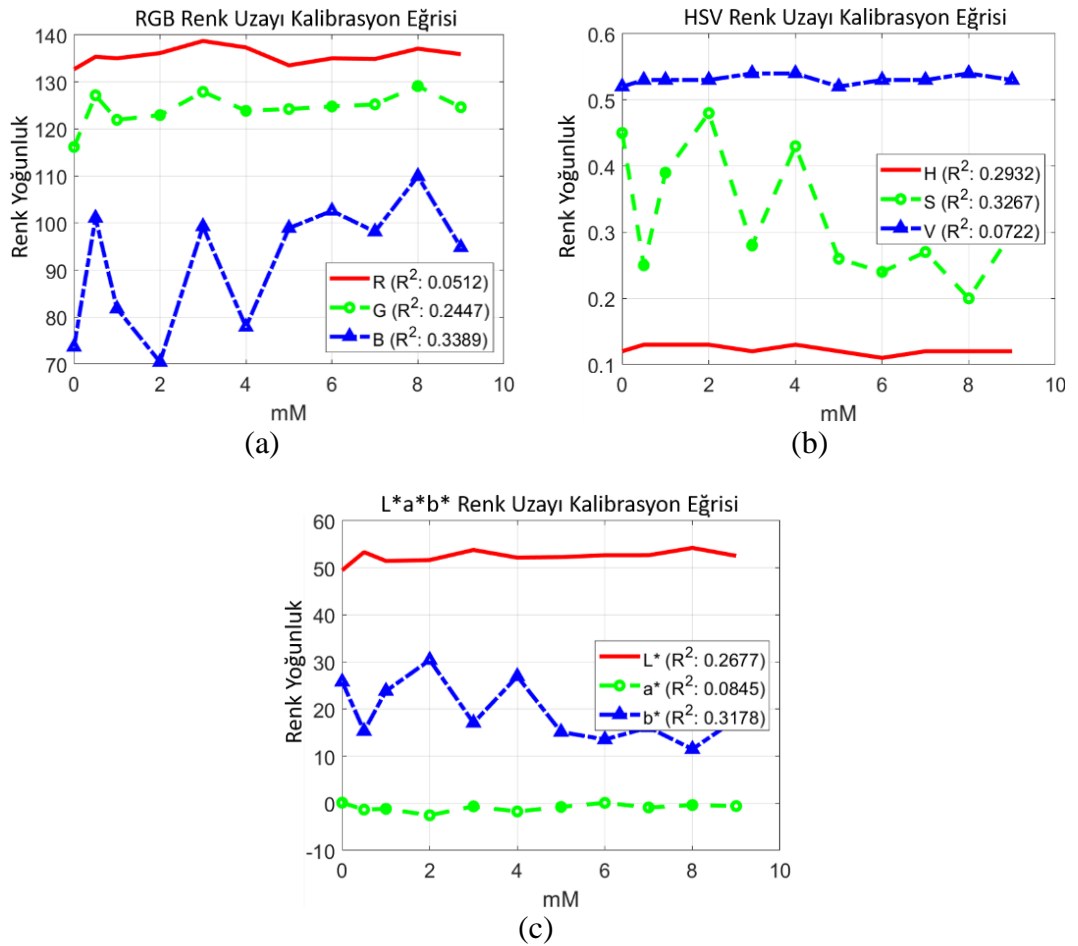 RGB Renk Uzayı Kalibrasyon Eğrisi
140
130
120
110
100
90
80
70
Renk Yoğunluk
R (R²: 0.0512)
G (R²: 0.2447)
B (R²: 0.3389)
0 2 4 6 8 10
mM
(a)
HSV Renk Uzayı Kalibrasyon Eğrisi
0.6
0.5
0.4
0.3
0.2
0.1
Renk Yoğunluk
H (R²: 0.2932)
S (R²: 0.3267)
V (R²: 0.0722)
0 2 4 6 8 10
mM
(b)
L*a*b* Renk Uzayı Kalibrasyon Eğrisi
60
50
40
30
20
10
0
-10
Renk Yoğunluk
L* (R²: 0.2677)
a* (R²: 0.0845)
b* (R²: 0.3178)
0 2 4 6 8 10
mM
(c)